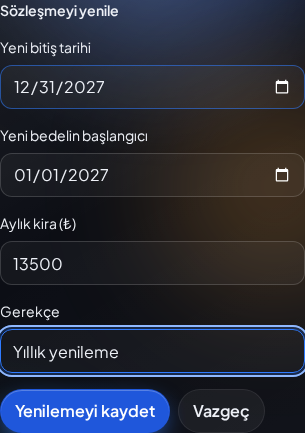 Sözleşmeyi yenile
Yeni bitiş tarihi
12/31/2027
Yeni bedelin başlangıcı
01/01/2027
Aylık kira (₺)
13500
Gerekçe
Yıllık yenileme
Yenilemeyi kaydet
Vazgeç